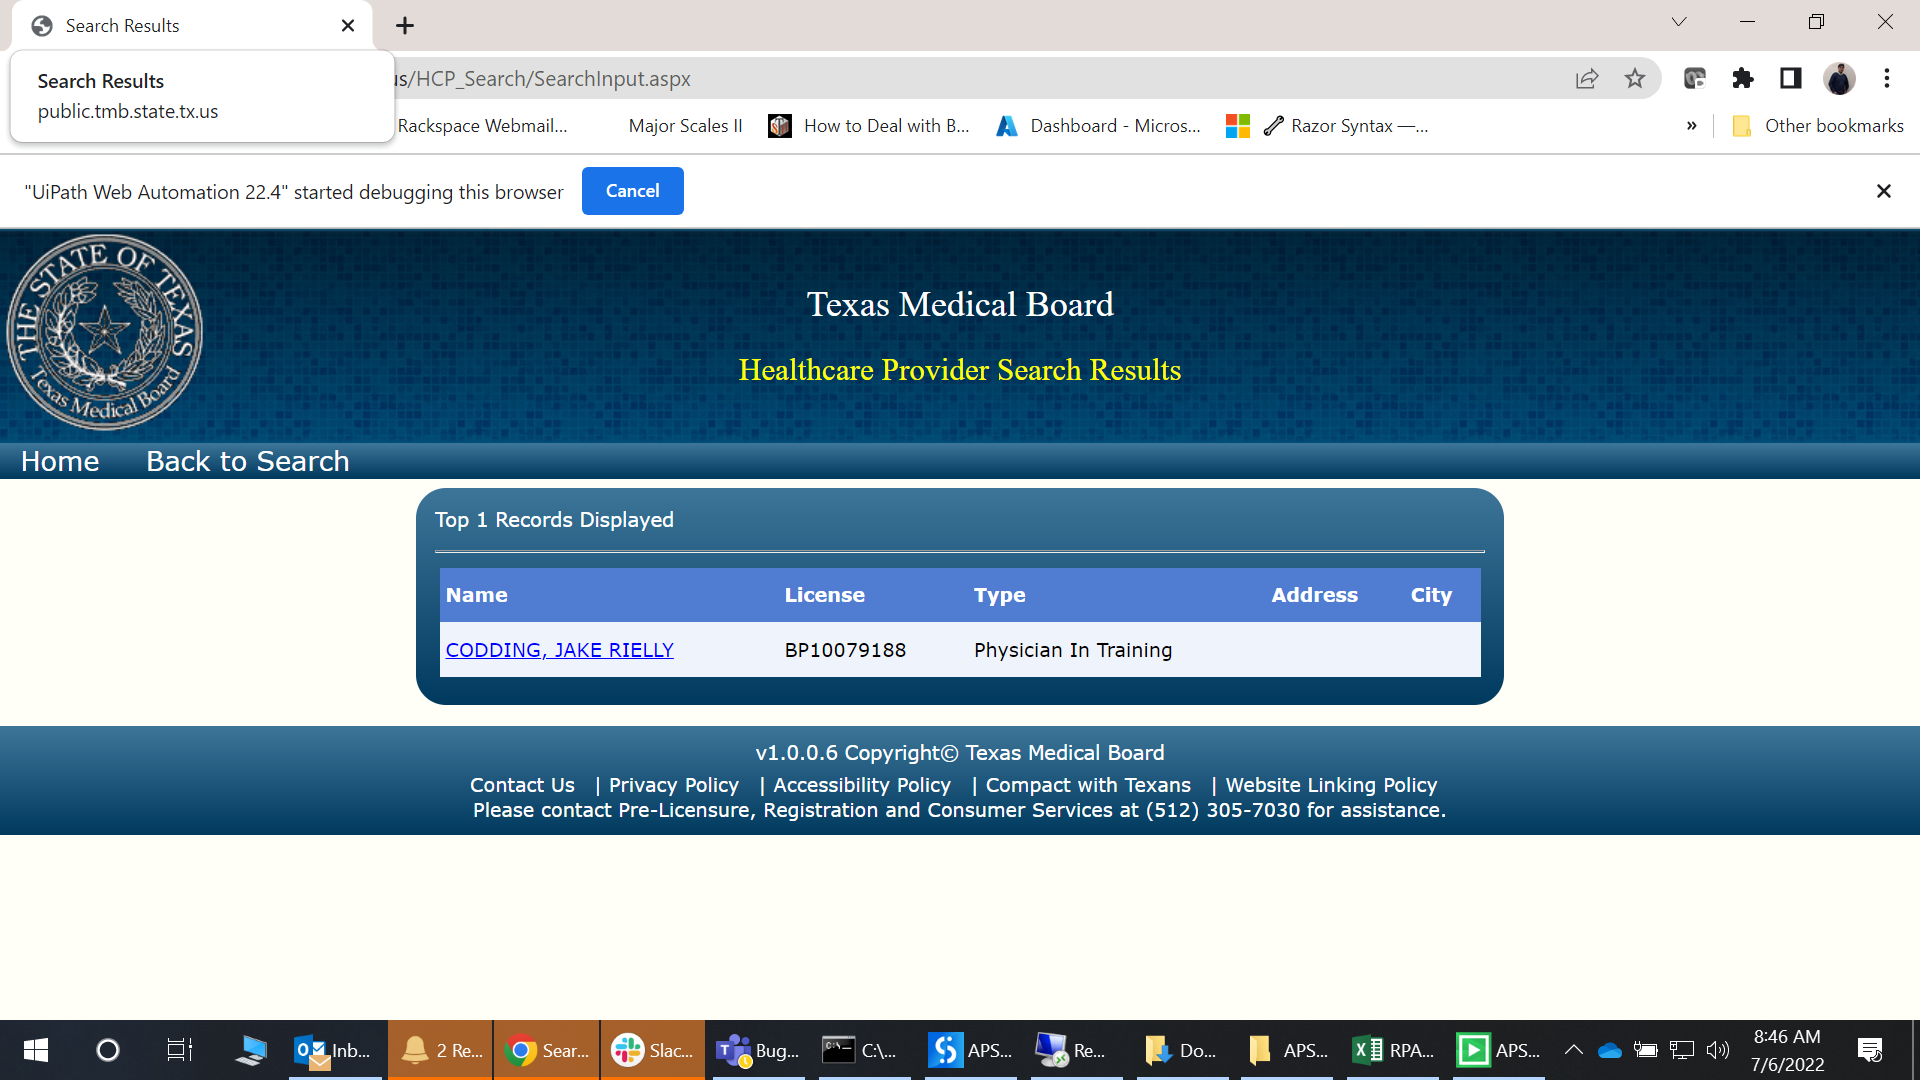 Search Results
Search Results
public.tmb.state.tx.us
us/HCP_Search/SearchInput.aspx
Rackspace Webmail...
Major Scales II
How to Deal with B...
Dashboard - Micros...
Razor Syntax —...
»
Other bookmarks
"UiPath Web Automation 22.4" started debugging this browser
Cancel
THE STATE OF TEXAS
Texas Medical Board
Texas Medical Board
Healthcare Provider Search Results
Home
Back to Search
Top 1 Records Displayed
Name License Type Address City
CODDING, JAKE RIELLY BP10079188 Physician In Training
v1.0.0.6 Copyright© Texas Medical Board
Contact Us | Privacy Policy | Accessibility Policy | Compact with Texans | Website Linking Policy
Please contact Pre-Licensure, Registration and Consumer Services at (512) 305-7030 for assistance.
Inb...
2 Re...
Sear...
Slac...
Bug...
C:\...
APS...
Re...
Do...
APS...
RPA...
APS...
8:46 AM
7/6/2022